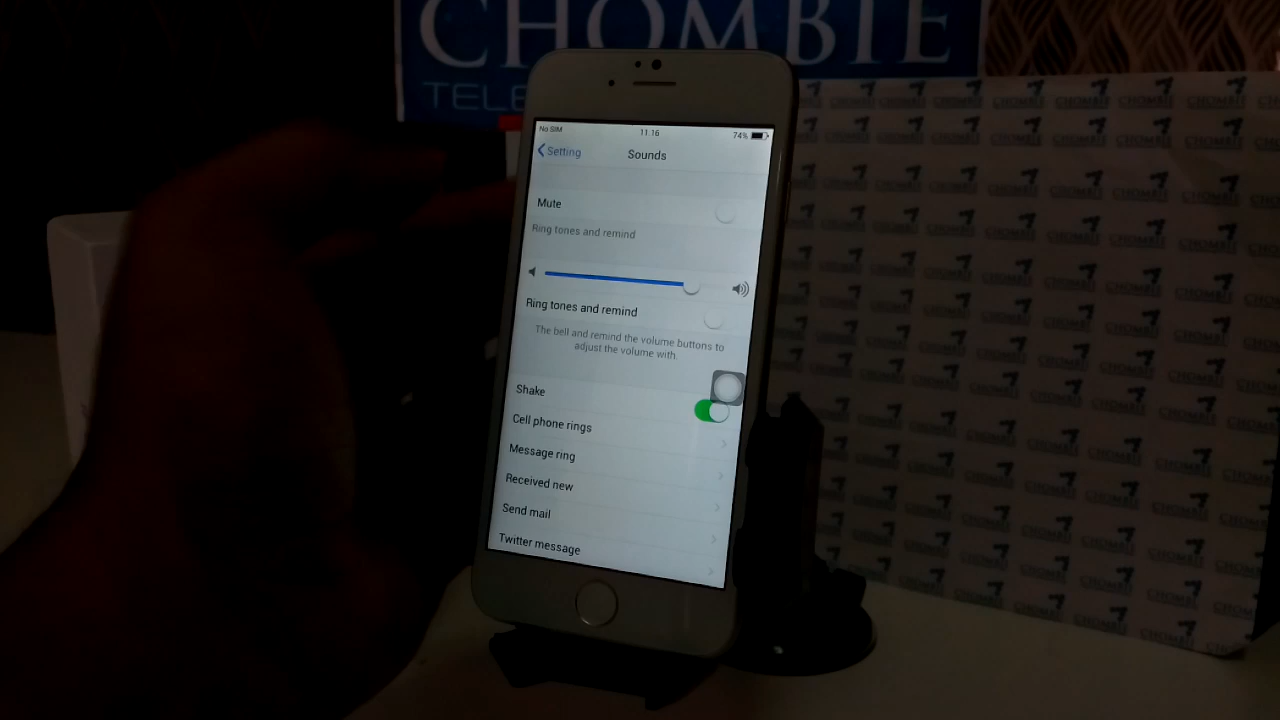 CHOMBIE
TELE
No SIM 11.16 74%
Setting Sounds
Mute
Ring tones and remind
Ring tones and remind
The bell and remind the volume buttons to
adjust the volume with.
Shake
Cell phone rings
Message ring
Received new
Send mail
Twitter message
CHOMBIE